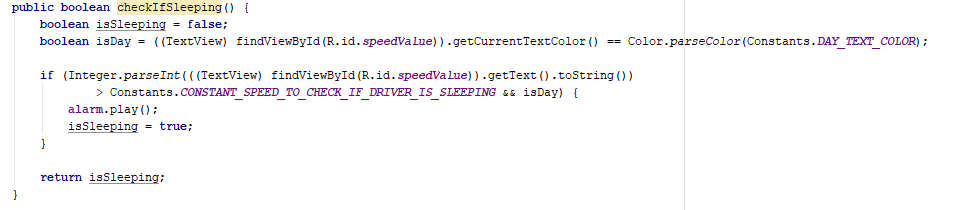 public boolean checkIfSleeping() {
    boolean isSleeping = false;
    boolean isDay = ((TextView) findViewById(R.id.speedValue)).getCurrentTextColor() == Color.parseColor(Constants.DAY_TEXT_COLOR);
    if (Integer.parseInt(((TextView) findViewById(R.id.speedValue)).getText().toString())
            > Constants.CONSTANT_SPEED_TO_CHECK_IF_DRIVER_IS_SLEEPING && isDay) {
        alarm.play();
        isSleeping = true;
    }
    return isSleeping;
}